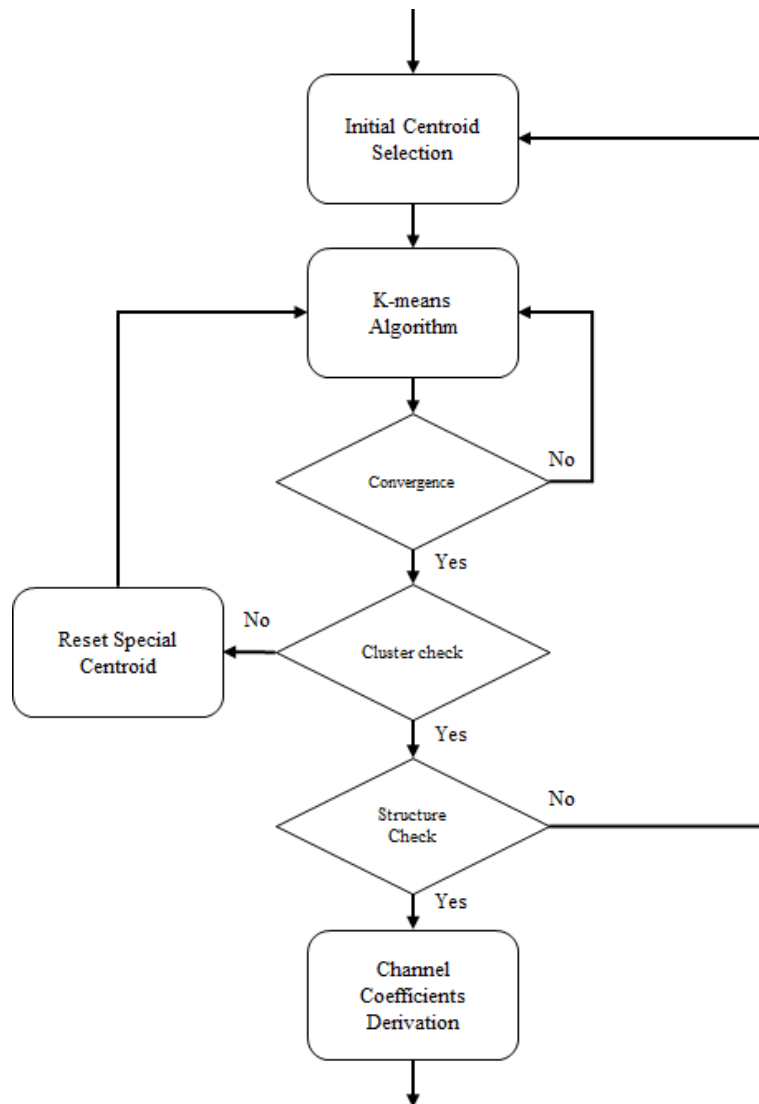 Initial Centroid
Selection
K-means
Algorithm
No
Convergence
Yes
No
Reset Special
Centroid
Cluster check
Yes
No
Structure
Check
Yes
Channel
Coefficients
Derivation